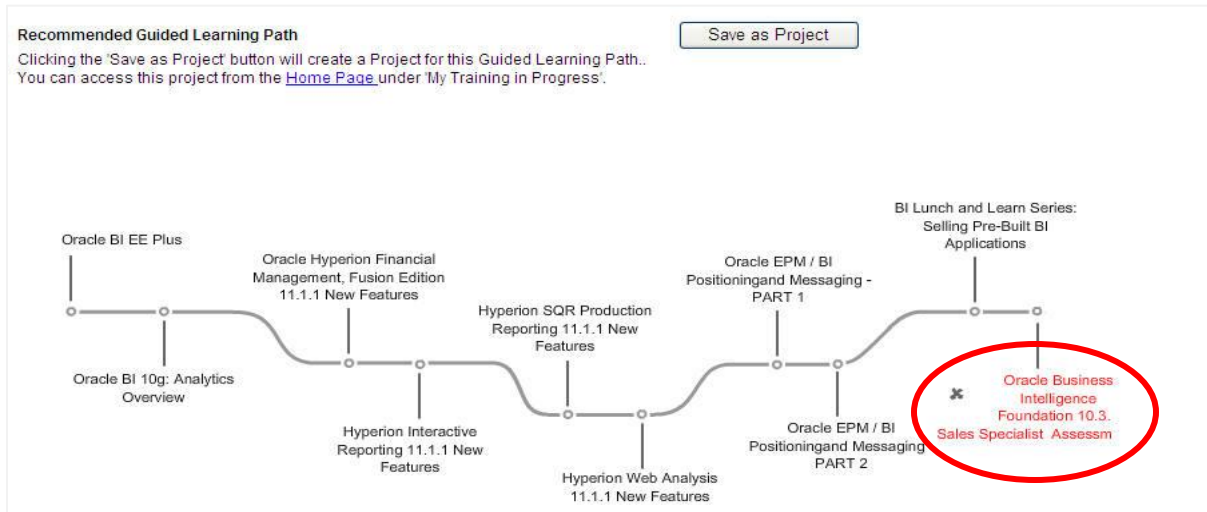 Recommended Guided Learning Path
Save as Project
Clicking the 'Save as Project' button will create a Project for this Guided Learning Path..
You can access this project from the Home Page under 'My Training in Progress'.
Oracle BI EE Plus
Oracle BI 10g: Analytics
Overview
Oracle Hyperion Financial
Management, Fusion Edition
11.1.1 New Features
Hyperion Interactive
Reporting 11.1.1 New
Features
Hyperion SQR Production
Reporting 11.1.1 New
Features
Hyperion Web Analysis
11.1.1 New Features
Oracle EPM / BI
Positioningand Messaging -
PART 1
Oracle EPM / BI
Positioningand Messaging
PART 2
BI Lunch and Learn Series:
Selling Pre-Built BI
Applications
Oracle Business
Intelligence
Foundation 10.3.
Sales Specialist Assessm